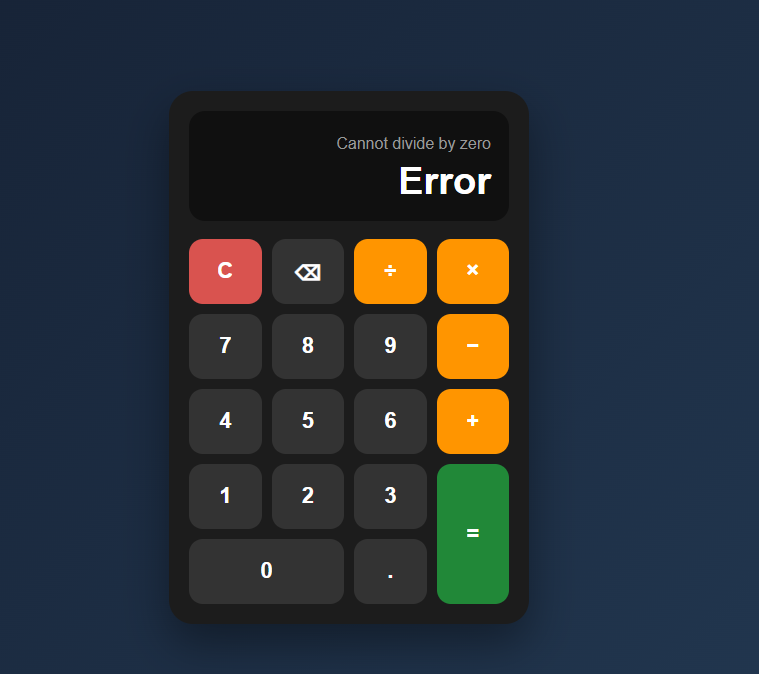 Cannot divide by zero
Error
C ⌫ ÷ ×
7 8 9 −
4 5 6 +
1 2 3 =
0 .